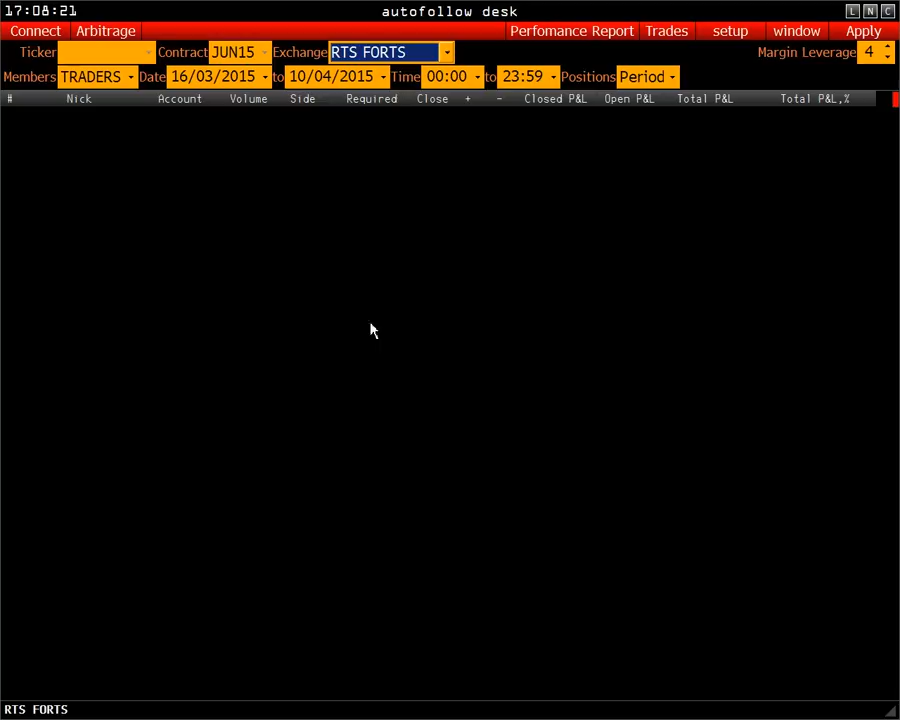 17:08:21 autofollow desk L N C
Connect Arbitrage Perfomance Report Trades setup window Apply
Ticker Contract JUN15 Exchange RTS FORTS Margin Leverage 4
Members TRADERS Date 16/03/2015 to 10/04/2015 Time 00:00 to 23:59 Positions Period
# Nick Account Volume Side Required Close + - Closed P&L Open P&L Total P&L Total P&L,%
RTS FORTS